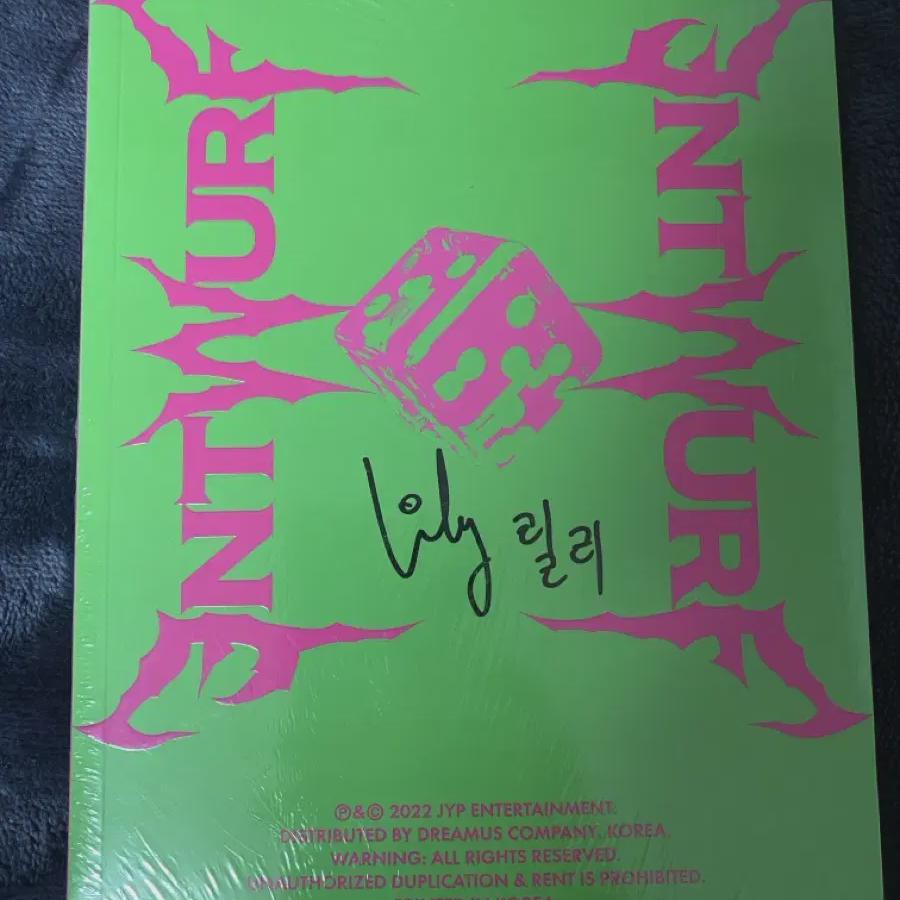 ENTWURF
ENTWURF
Lily 릴리
℗&© 2022 JYP ENTERTAINMENT.
DISTRIBUTED BY DREAMUS COMPANY, KOREA.
WARNING: ALL RIGHTS RESERVED.
UNAUTHORIZED DUPLICATION & RENT IS PROHIBITED.